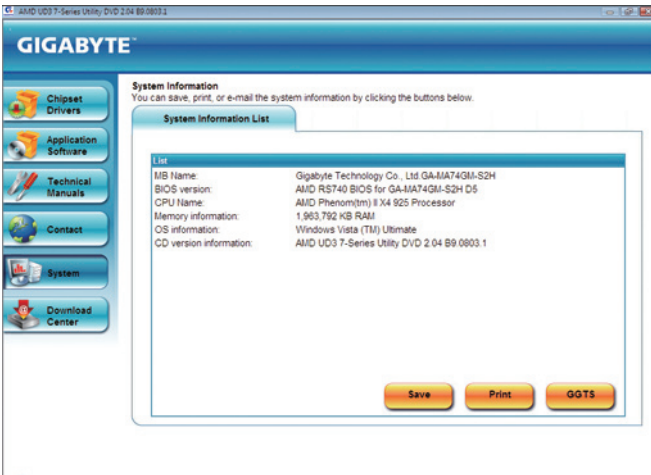 AMD UD3 7-Series Utility DVD 2.04 B9.0803.1
GIGABYTE™
Chipset
Drivers
Application
Software
Technical
Manuals
Contact
System
Download
Center
System Information
You can save, print, or e-mail the system information by clicking the buttons below.
System Information List
List
MB Name: Gigabyte Technology Co., Ltd.GA-MA74GM-S2H
BIOS version: AMD RS740 BIOS for GA-MA74GM-S2H D5
CPU Name: AMD Phenom(tm) II X4 925 Processor
Memory information: 1,963,792 KB RAM
OS information: Windows Vista (TM) Ultimate
CD version information: AMD UD3 7-Series Utility DVD 2.04 B9.0803.1
Save Print GGTS